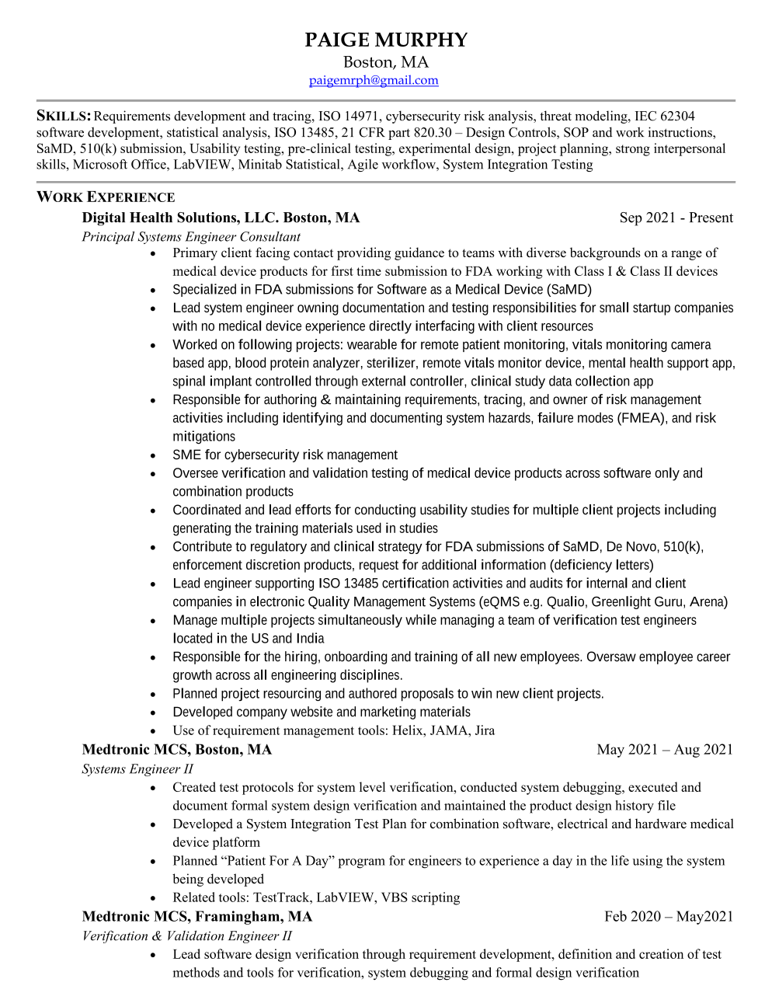 PAIGE MURPHY
Boston, MA
paigemrph@gmail.com
SKILLS: Requirements development and tracing, ISO 14971, cybersecurity risk analysis, threat modeling, IEC 62304
software development, statistical analysis, ISO 13485, 21 CFR part 820.30 – Design Controls, SOP and work instructions,
SaMD, 510(k) submission, Usability testing, pre-clinical testing, experimental design, project planning, strong interpersonal
skills, Microsoft Office, LabVIEW, Minitab Statistical, Agile workflow, System Integration Testing
WORK EXPERIENCE
Digital Health Solutions, LLC. Boston, MA Sep 2021 - Present
Principal Systems Engineer Consultant
• Primary client facing contact providing guidance to teams with diverse backgrounds on a range of
medical device products for first time submission to FDA working with Class I & Class II devices
• Specialized in FDA submissions for Software as a Medical Device (SaMD)
• Lead system engineer owning documentation and testing responsibilities for small startup companies
with no medical device experience directly interfacing with client resources
• Worked on following projects: wearable for remote patient monitoring, vitals monitoring camera
based app, blood protein analyzer, sterilizer, remote vitals monitor device, mental health support app,
spinal implant controlled through external controller, clinical study data collection app
• Responsible for authoring & maintaining requirements, tracing, and owner of risk management
activities including identifying and documenting system hazards, failure modes (FMEA), and risk
mitigations
• SME for cybersecurity risk management
• Oversee verification and validation testing of medical device products across software only and
combination products
• Coordinated and lead efforts for conducting usability studies for multiple client projects including
generating the training materials used in studies
• Contribute to regulatory and clinical strategy for FDA submissions of SaMD, De Novo, 510(k),
enforcement discretion products, request for additional information (deficiency letters)
• Lead engineer supporting ISO 13485 certification activities and audits for internal and client
companies in electronic Quality Management Systems (eQMS e.g. Qualio, Greenlight Guru, Arena)
• Manage multiple projects simultaneously while managing a team of verification test engineers
located in the US and India
• Responsible for the hiring, onboarding and training of all new employees. Oversaw employee career
growth across all engineering disciplines.
• Planned project resourcing and authored proposals to win new client projects.
• Developed company website and marketing materials
• Use of requirement management tools: Helix, JAMA, Jira
Medtronic MCS, Boston, MA May 2021 – Aug 2021
Systems Engineer II
• Created test protocols for system level verification, conducted system debugging, executed and
document formal system design verification and maintained the product design history file
• Developed a System Integration Test Plan for combination software, electrical and hardware medical
device platform
• Planned “Patient For A Day” program for engineers to experience a day in the life using the system
being developed
• Related tools: TestTrack, LabVIEW, VBS scripting
Medtronic MCS, Framingham, MA Feb 2020 – May2021
Verification & Validation Engineer II
• Lead software design verification through requirement development, definition and creation of test
methods and tools for verification, system debugging and formal design verification